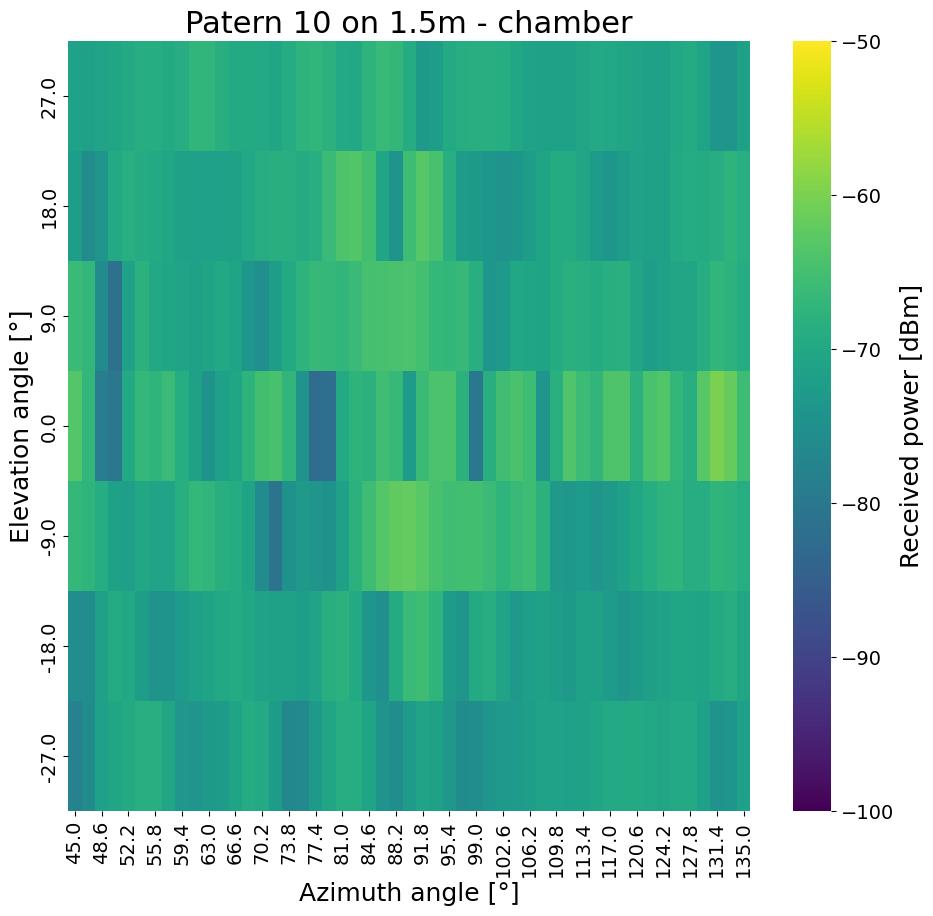 Patern 10 on 1.5m - chamber
Elevation angle [°]
27.0
18.0
9.0
0.0
-9.0
-18.0
-27.0
45.0 48.6 52.2 55.8 59.4 63.0 66.6 70.2 73.8 77.4 81.0 84.6 88.2 91.8 95.4 99.0 102.6 106.2 109.8 113.4 117.0 120.6 124.2 127.8 131.4 135.0
Azimuth angle [°]
−50
−60
−70
−80
−90
−100
Received power [dBm]